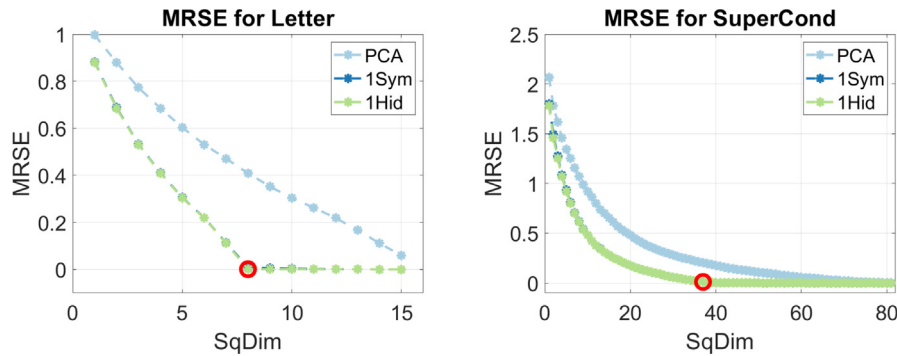 MRSE for Letter
1
0.8
0.6
0.4
0.2
0
0
5
10
15
MRSE
SqDim
PCA
1Sym
1Hid
MRSE for SuperCond
2.5
2
1.5
1
0.5
0
0
20
40
60
80
MRSE
SqDim
PCA
1Sym
1Hid